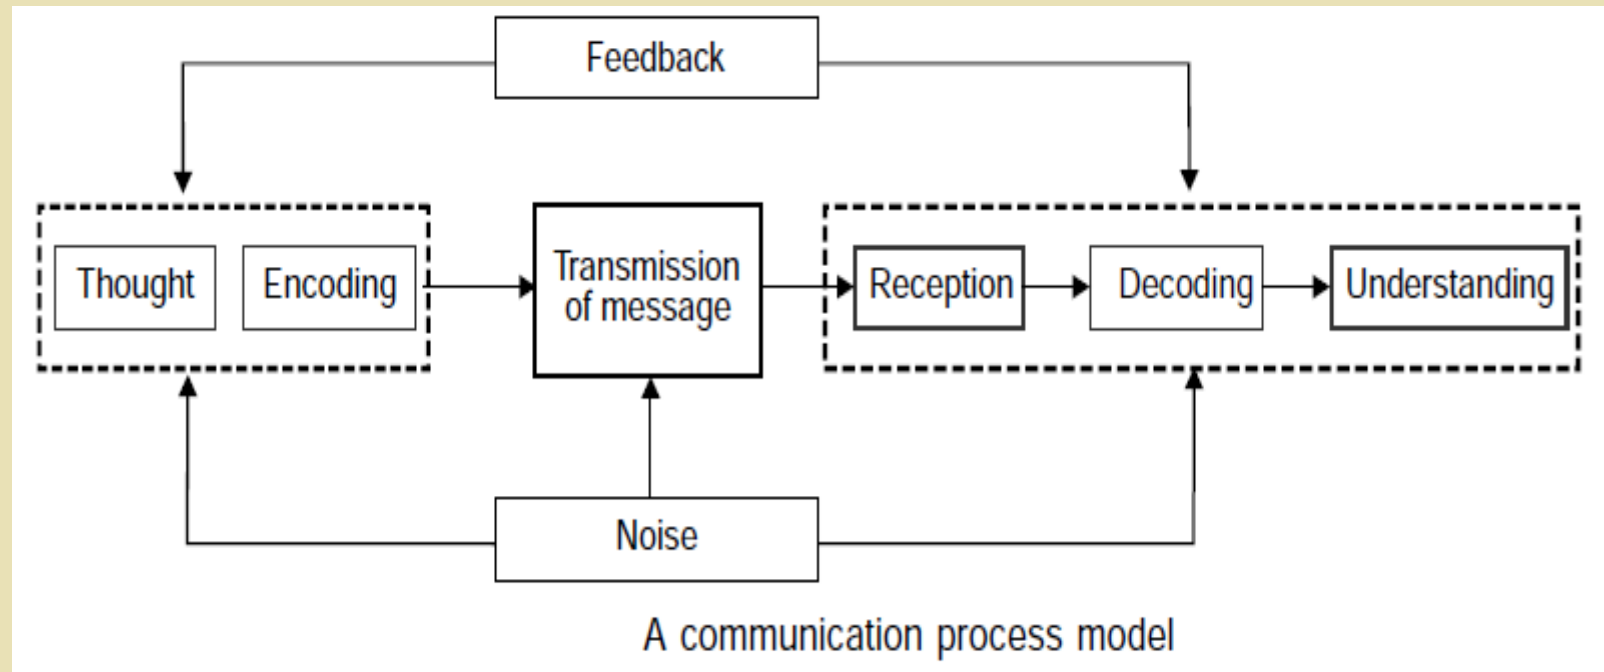 Feedback
Thought
Encoding
Transmission
of message
Reception
Decoding
Understanding
Noise
A communication process model